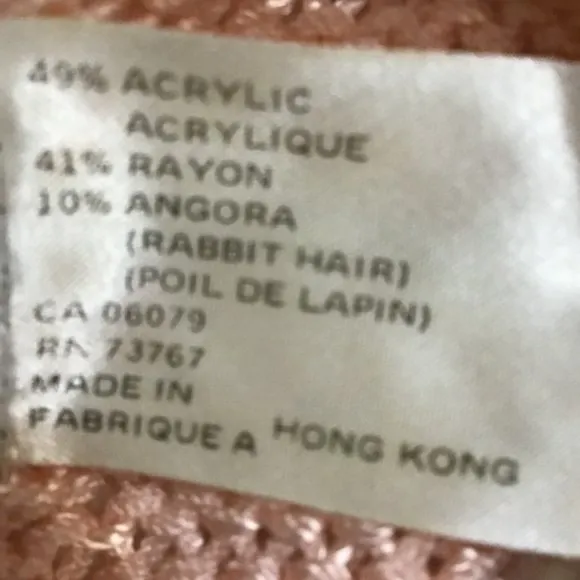 49% ACRYLIC
ACRYLIQUE
41% RAYON
10% ANGORA
(RABBIT HAIR)
(POIL DE LAPIN)
CA 06079
RN 73767
MADE IN
FABRIQUE A HONG KONG